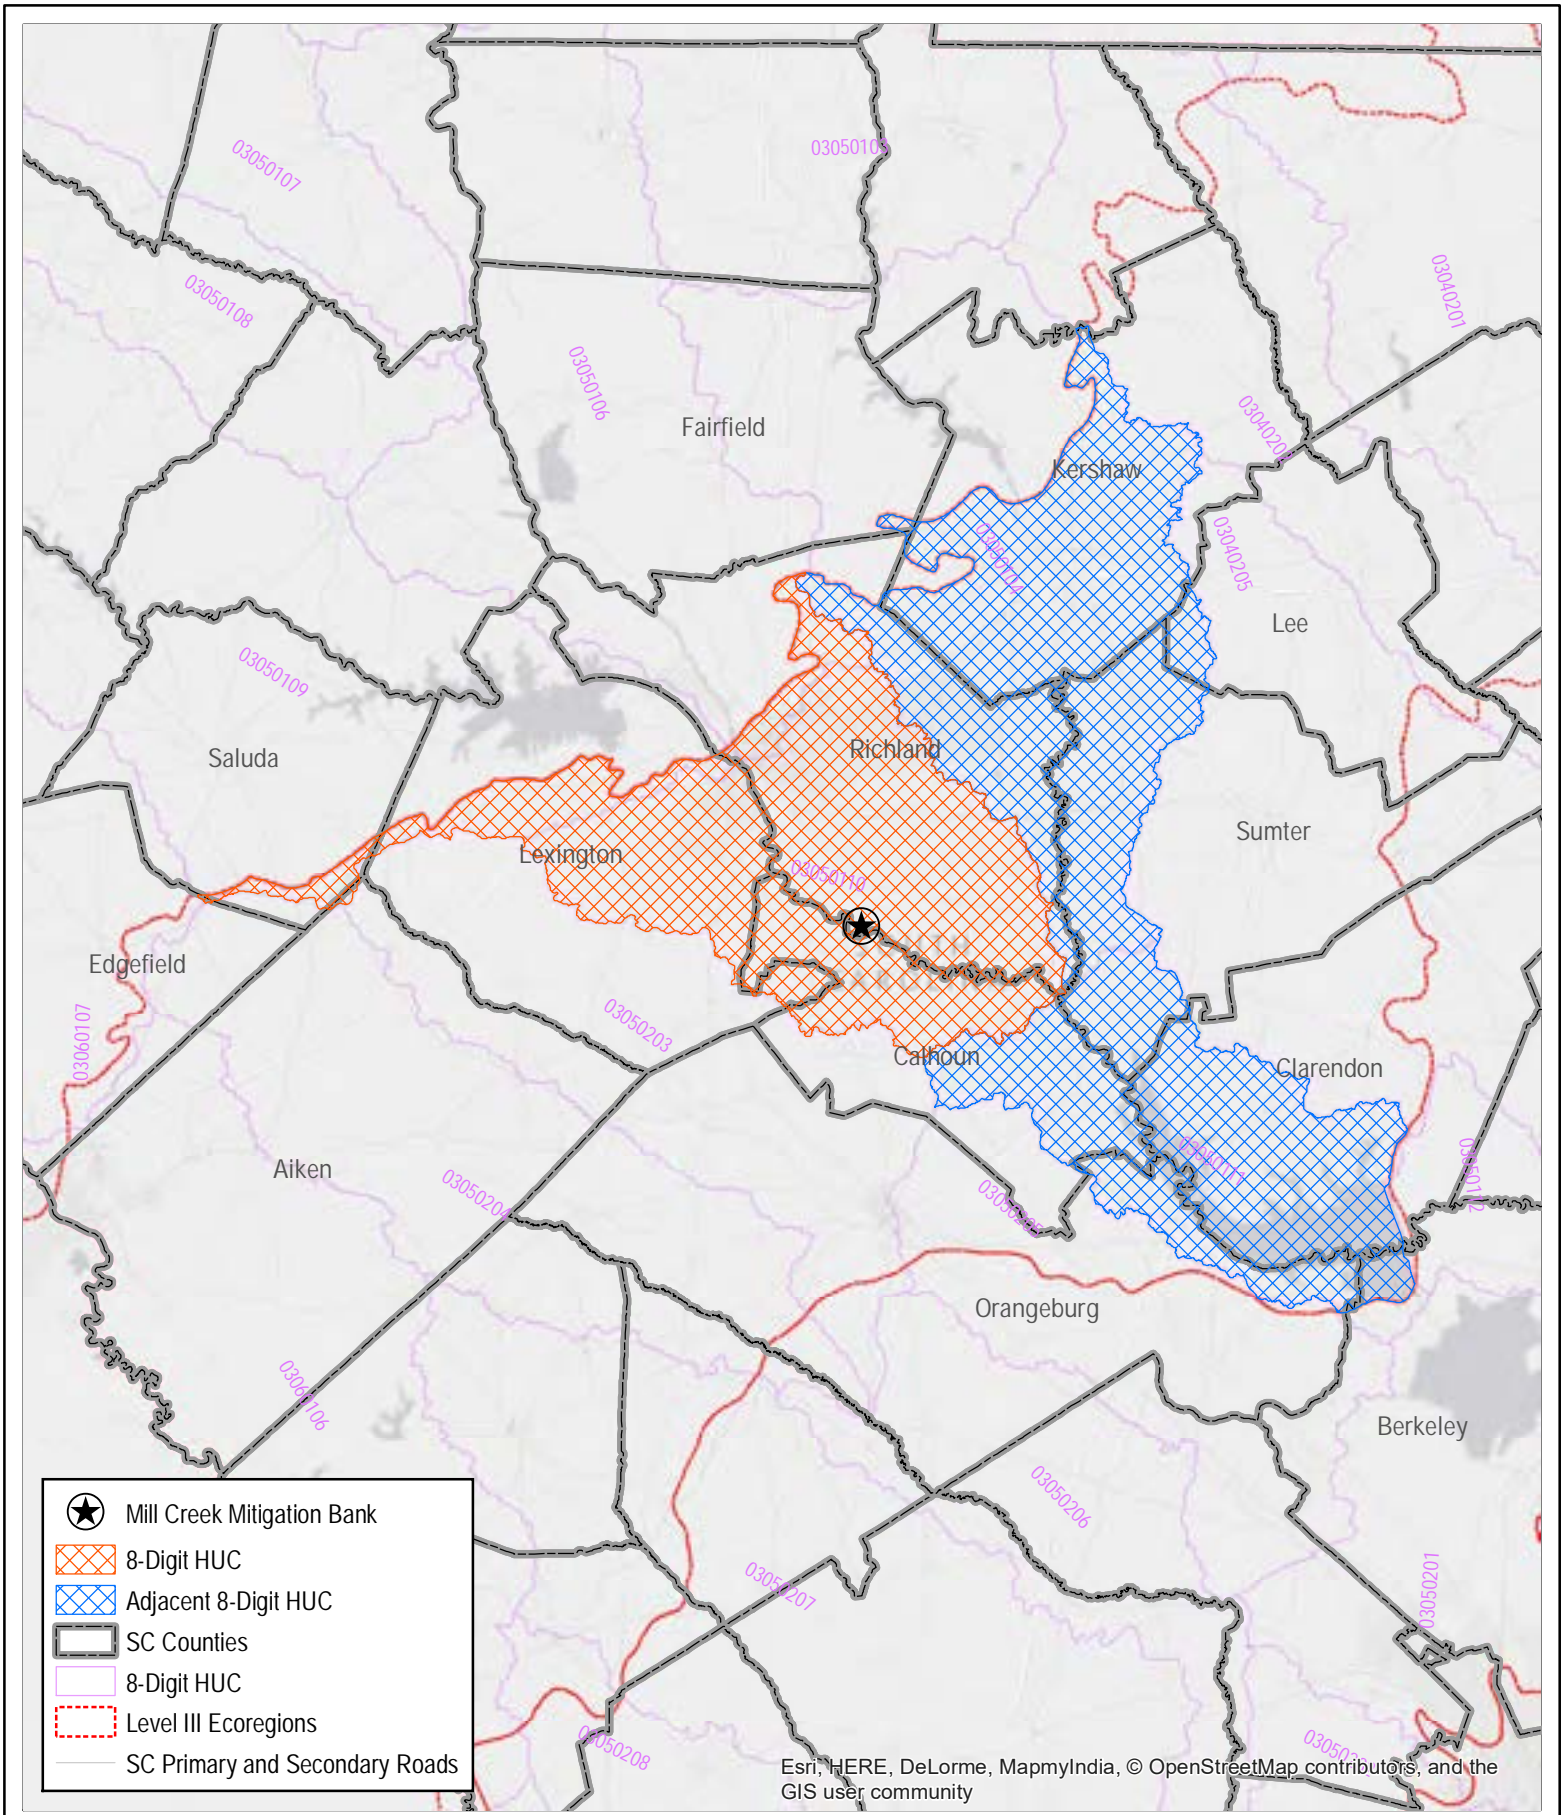 03050107
03050108
03040201
03050106
Fairfield
Kershaw
03050104
03040205
Lee
03050109
Saluda
Richland
Sumter
Lexington
03050110
Edgefield
03060107
03050203
Calhoun
Clarendon
Aiken
03050204
03050111
Orangeburg
03060106
Berkeley
03050206
03050207
03050201
03050208
Mill Creek Mitigation Bank
8-Digit HUC
Adjacent 8-Digit HUC
SC Counties
8-Digit HUC
Level III Ecoregions
SC Primary and Secondary Roads
Esri, HERE, DeLorme, MapmyIndia, © OpenStreetMap contributors, and the
GIS user community